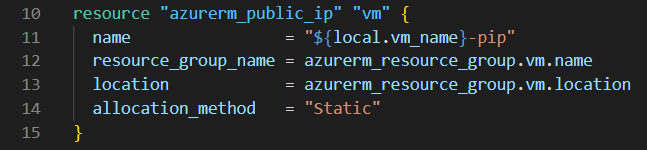 10 resource "azurerm_public_ip" "vm" {
11   name                = "${local.vm_name}-pip"
12   resource_group_name = azurerm_resource_group.vm.name
13   location            = azurerm_resource_group.vm.location
14   allocation_method   = "Static"
15 }